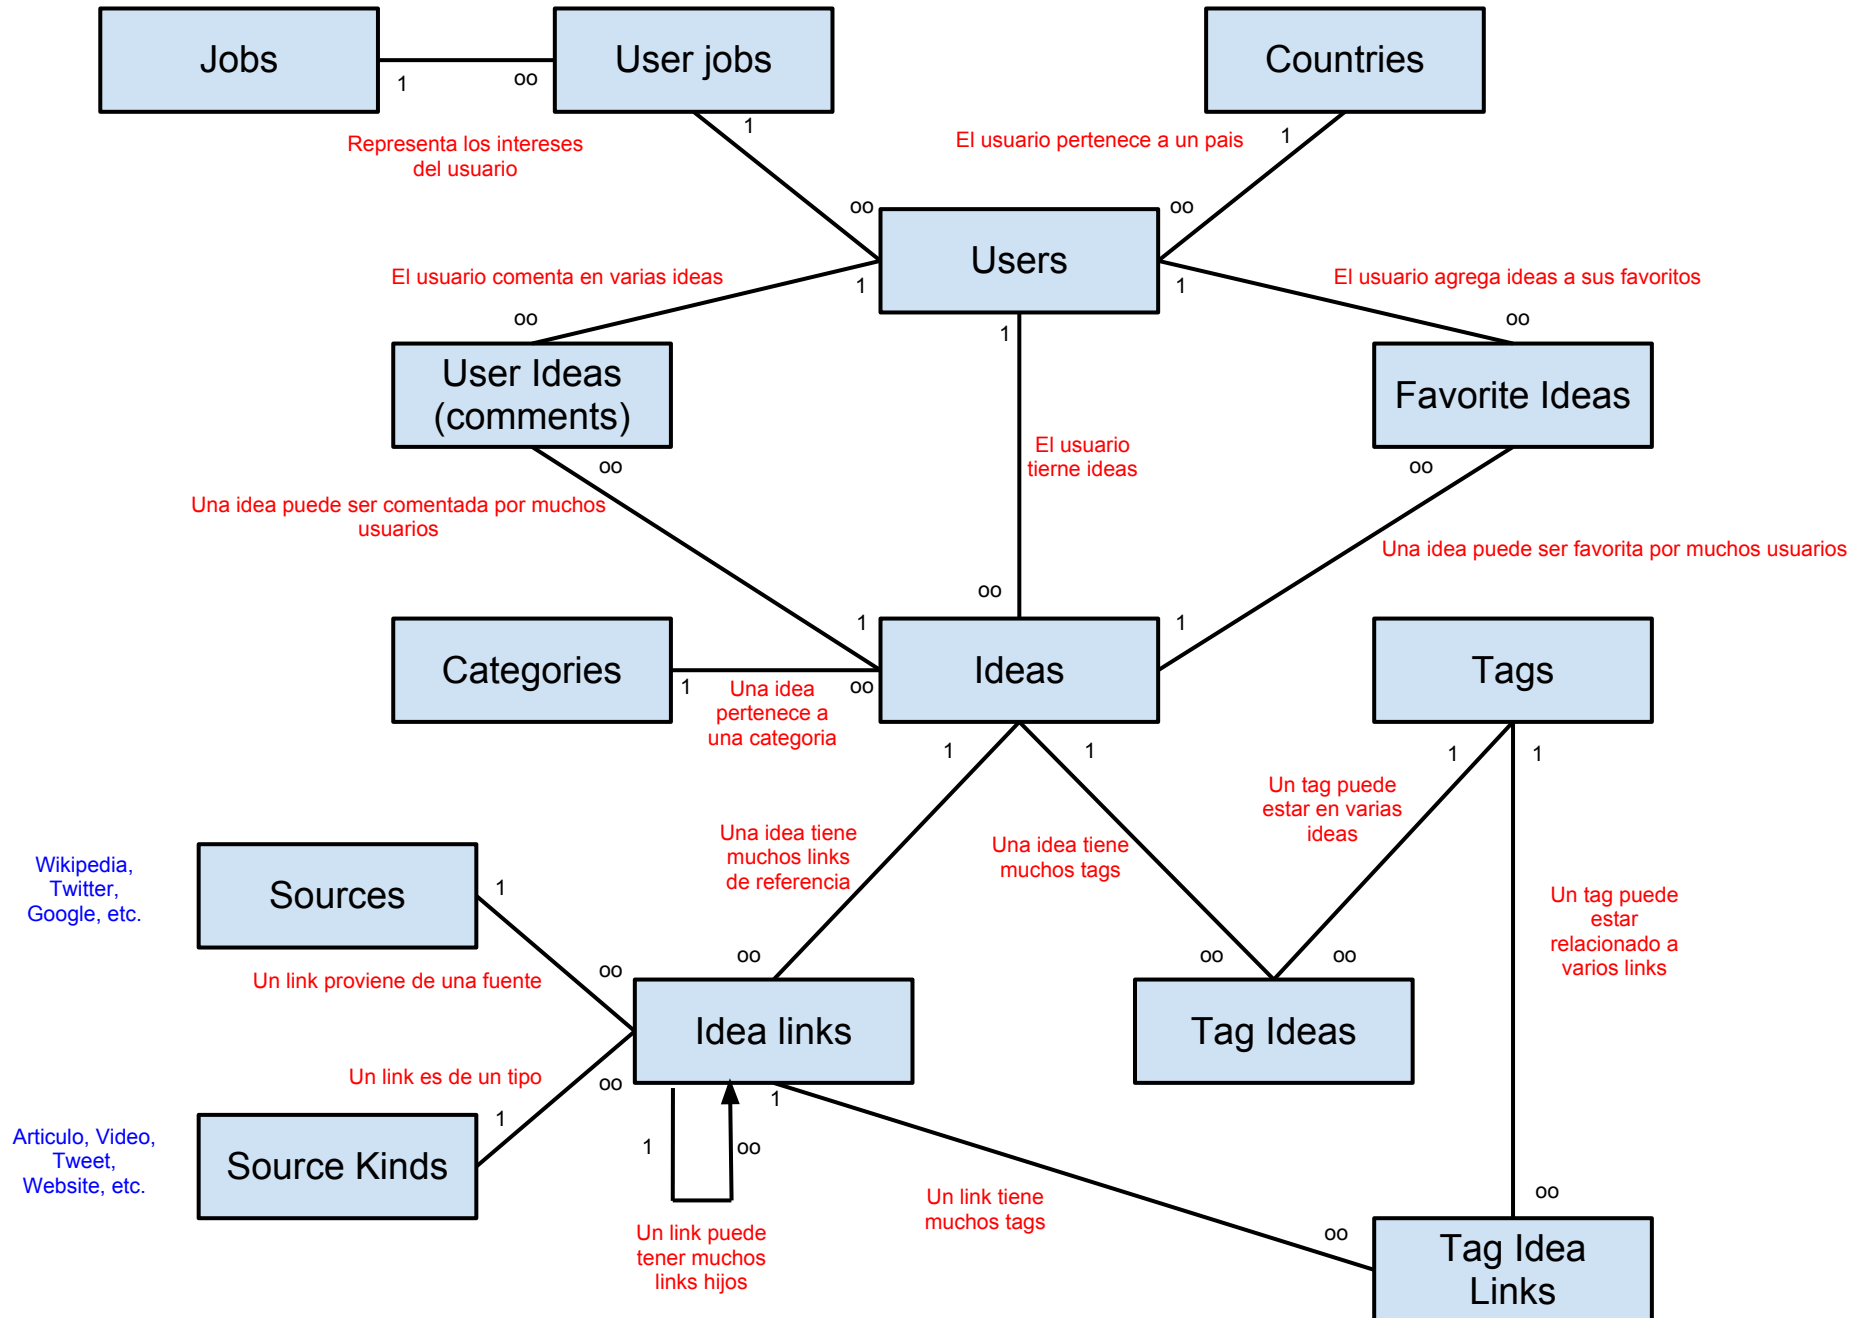 Jobs
User jobs
Countries
1
oo
1
1
Representa los intereses
del usuario
El usuario pertenece a un pais
oo
oo
Users
El usuario comenta en varias ideas
1
1
El usuario agrega ideas a sus favoritos
oo
1
oo
User Ideas
(comments)
Favorite Ideas
El usuario
tierne ideas
oo
oo
Una idea puede ser comentada por muchos
usuarios
Una idea puede ser favorita por muchos usuarios
oo
1
1
Categories
Ideas
Tags
1
oo
Una idea
pertenece a
una categoria
1
1
1
1
Un tag puede
estar en varias
ideas
Una idea tiene
muchos links
de referencia
Una idea tiene
muchos tags
Wikipedia,
Twitter,
Google, etc.
Sources
1
Un tag puede
estar
relacionado a
varios links
oo
oo
oo
oo
Un link proviene de una fuente
Idea links
Tag Ideas
Un link es de un tipo
oo
1
1
Articulo, Video,
Tweet,
Website, etc.
Source Kinds
1
oo
Un link tiene
muchos tags
oo
oo
Un link puede
tener muchos
links hijos
Tag Idea
Links